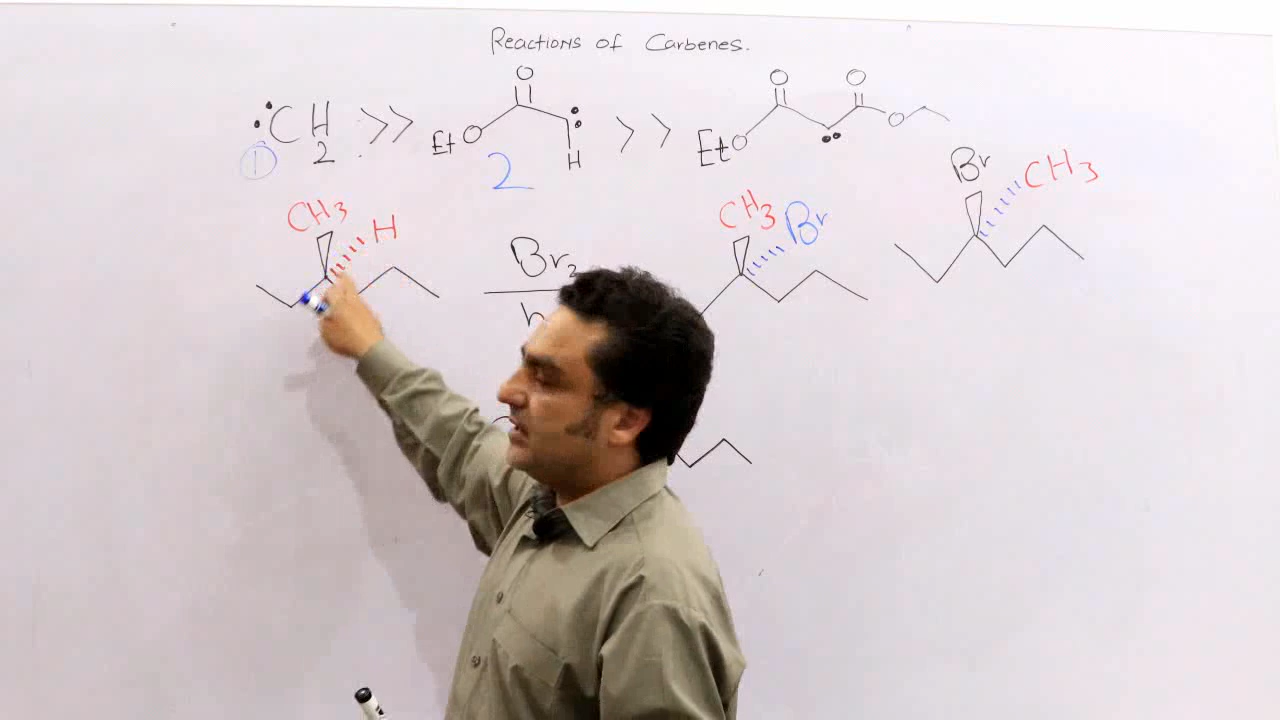 Reactions of Carbenes.
:CH2 >> EtO O H >> EtO O O O
1 2
CH3 H Br2 CH3 Br Br CH3
h